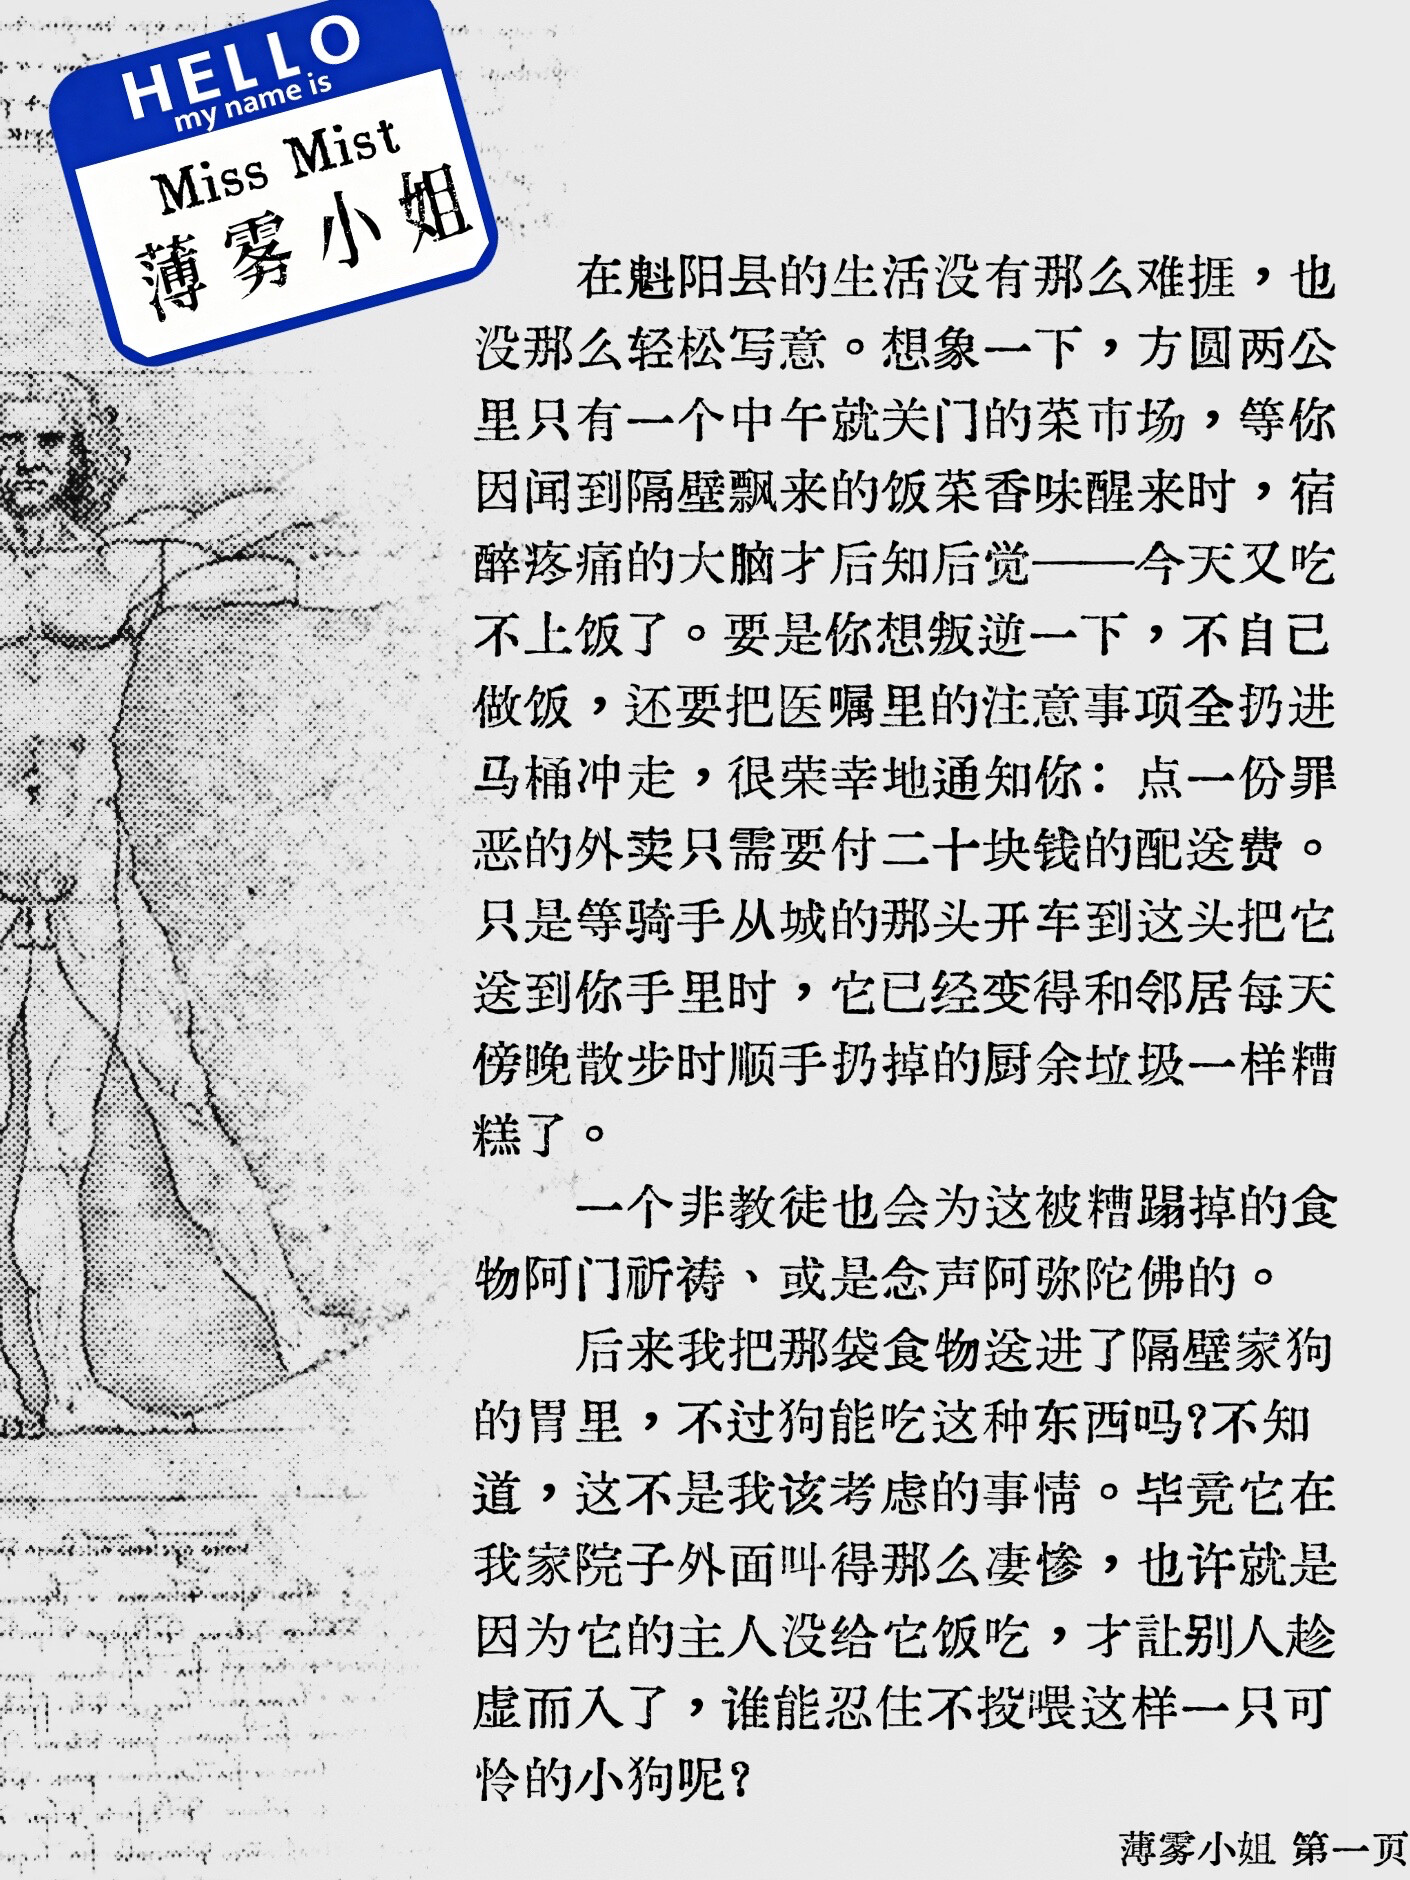 HELLO
my name is
Miss Mist
薄雾小姐
在魁阳县的生活没有那么难捱，也
没那么轻松写意。想象一下，方圆两公
里只有一个中午就关门的菜市场，等你
因闻到隔壁飘来的饭菜香味醒来时，宿
醉疼痛的大脑才后知后觉——今天又吃
不上饭了。要是你想叛逆一下，不自己
做饭，还要把医嘱里的注意事项全扔进
马桶冲走，很荣幸地通知你：点一份罪
恶的外卖只需要付二十块钱的配送费。
只是等骑手从城的那头开车到这头把它
送到你手里时，它已经变得和邻居每天
傍晚散步时顺手扔掉的厨余垃圾一样糟
糕了。
一个非教徒也会为这被糟蹋掉的食
物阿门祈祷、或是念声阿弥陀佛的。
后来我把那袋食物送进了隔壁家狗
的胃里，不过狗能吃这种东西吗?不知
道，这不是我该考虑的事情。毕竟它在
我家院子外面叫得那么凄惨，也许就是
因为它的主人没给它饭吃，才訨别人趁
虚而入了，谁能忍住不投喂这样一只可
怜的小狗呢?
薄雾小姐 第一页